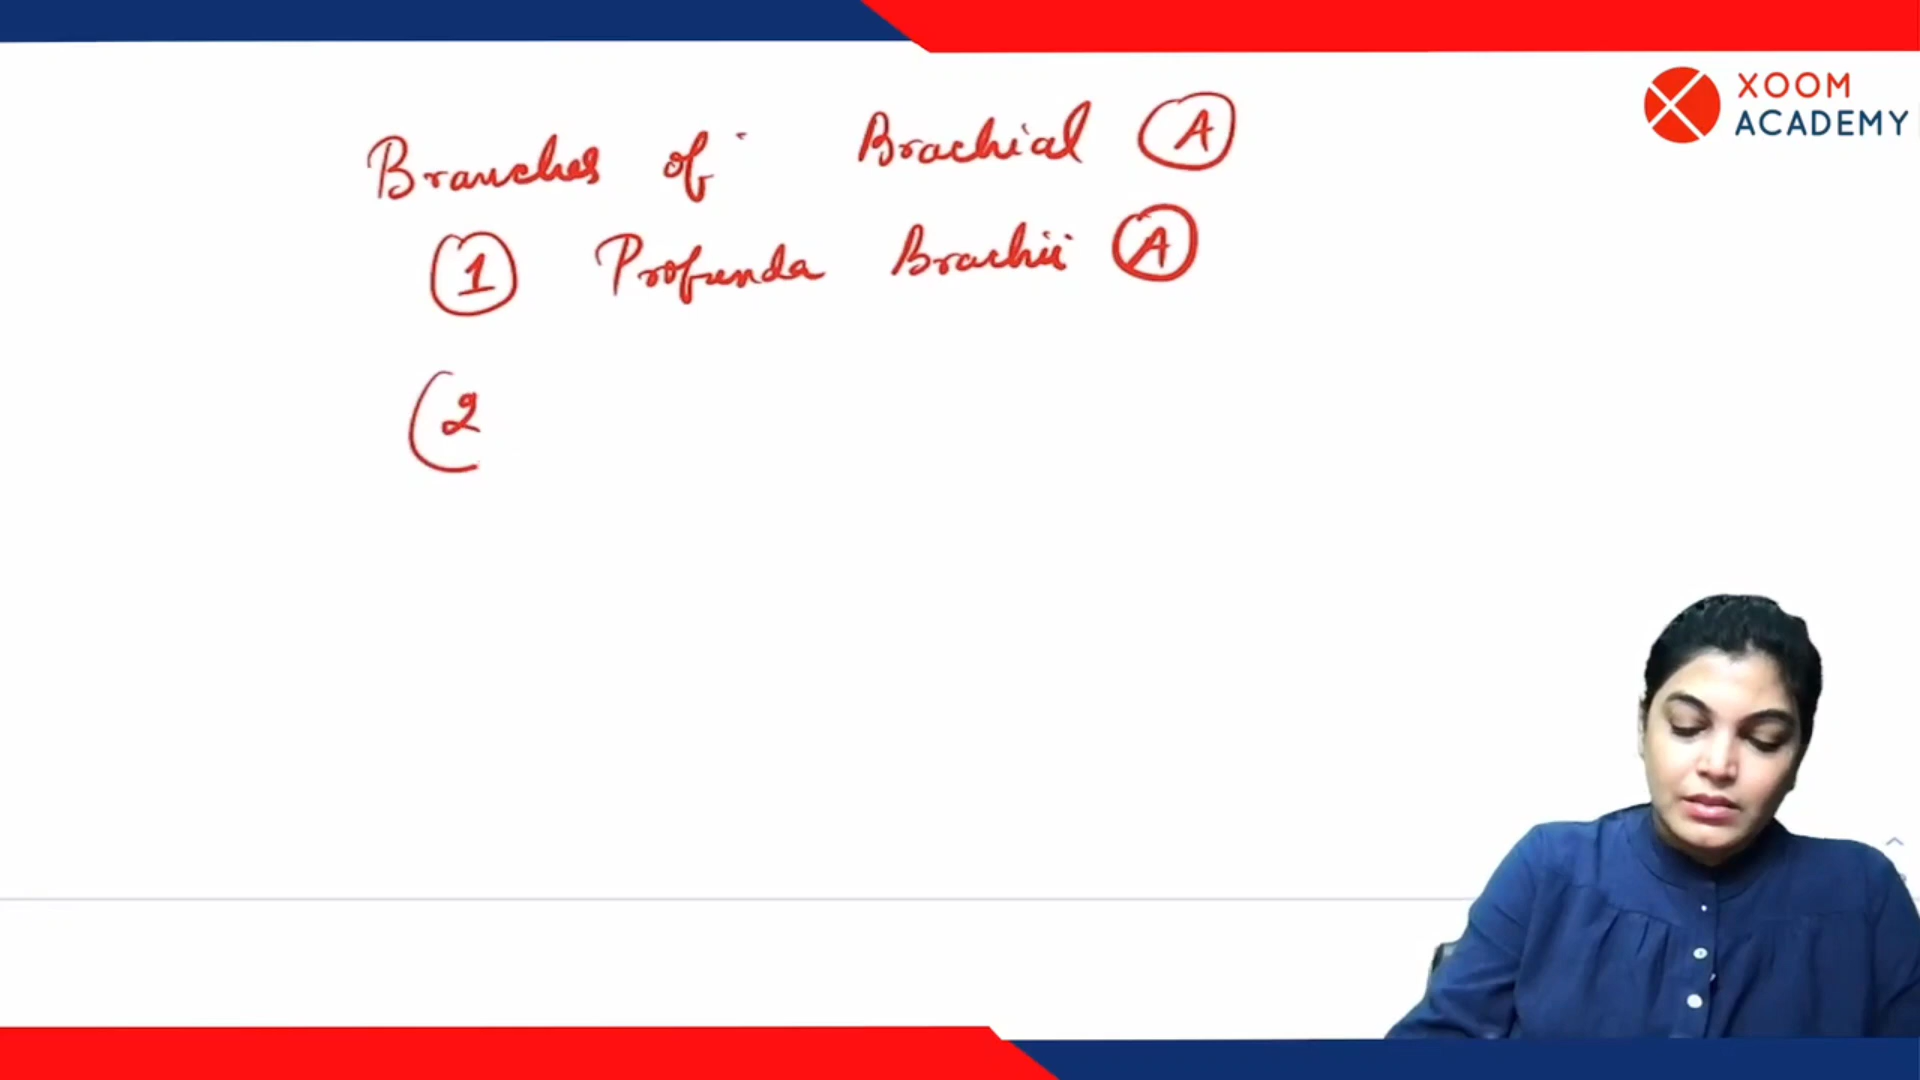 XOOM
ACADEMY
Branches of Brachial A
1 Profunda Brachii A
2